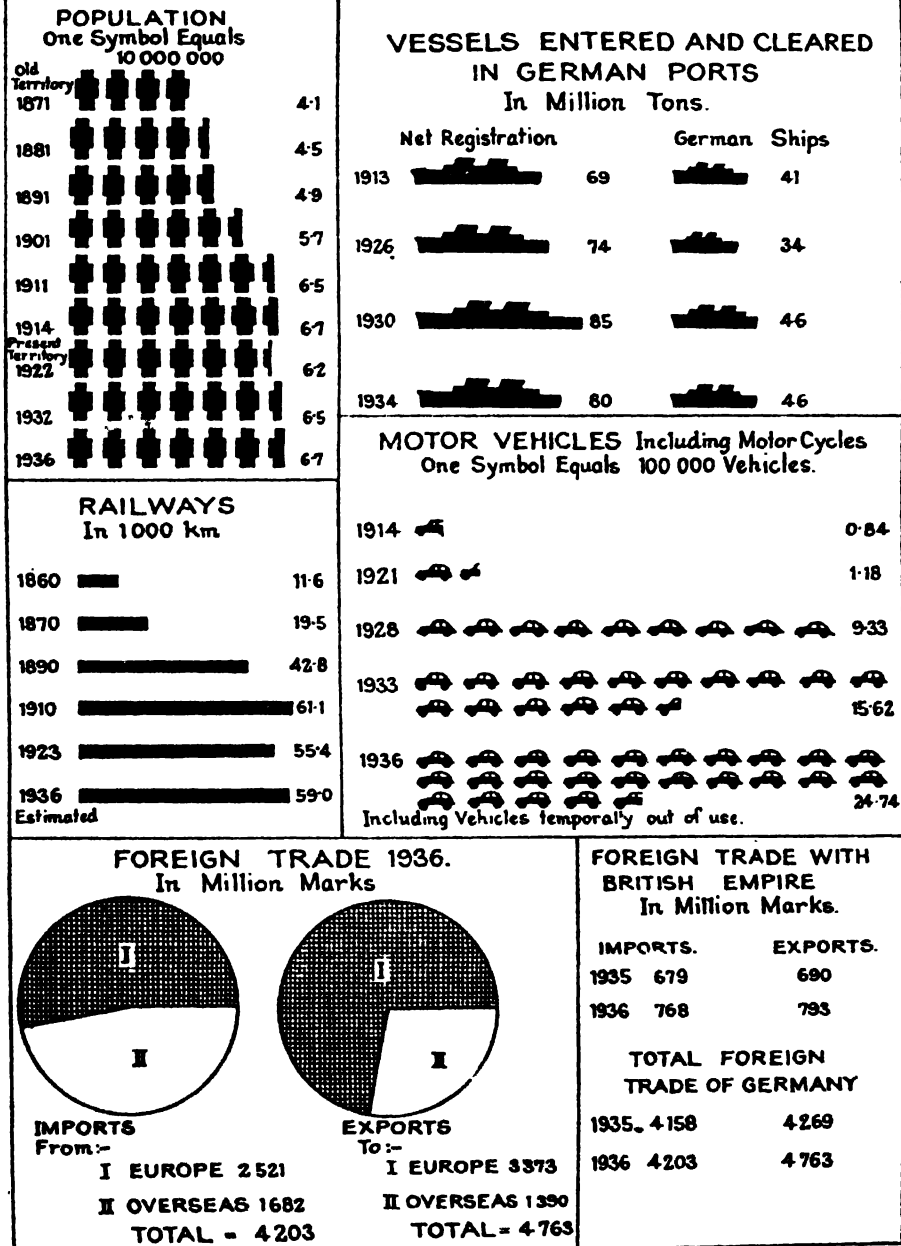 POPULATION
One Symbol Equals
10 000 000
Old
Territory
1871 4·1
1881 4·5
1891 4·9
1901 5·7
1911 6·5
1914 6·7
Present
Territory
1922 6·2
1932 6·5
1936 6·7
VESSELS ENTERED AND CLEARED
IN GERMAN PORTS
In Million Tons.
Net Registration German Ships
1913 69 41
1926 74 34
1930 85 46
1934 80 46
RAILWAYS
In 1000 km
1860 11·6
1870 19·5
1890 42·8
1910 61·1
1923 55·4
1936 59·0
Estimated
MOTOR VEHICLES Including Motor Cycles
One Symbol Equals 100 000 Vehicles.
1914 0·84
1921 1·18
1928 9·33
1933
15·62
1936
24·74
Including Vehicles temporal'y out of use.
FOREIGN TRADE 1936.
In Million Marks
I
II
I
II
IMPORTS
From:-
I EUROPE 2521
II OVERSEAS 1682
TOTAL = 4203
EXPORTS
To:-
I EUROPE 3373
II OVERSEAS 1390
TOTAL = 4763
FOREIGN TRADE WITH
BRITISH EMPIRE
In Million Marks.
IMPORTS. EXPORTS.
1935 679 690
1936 768 793
TOTAL FOREIGN
TRADE OF GERMANY
1935. 4158 4269
1936 4203 4763